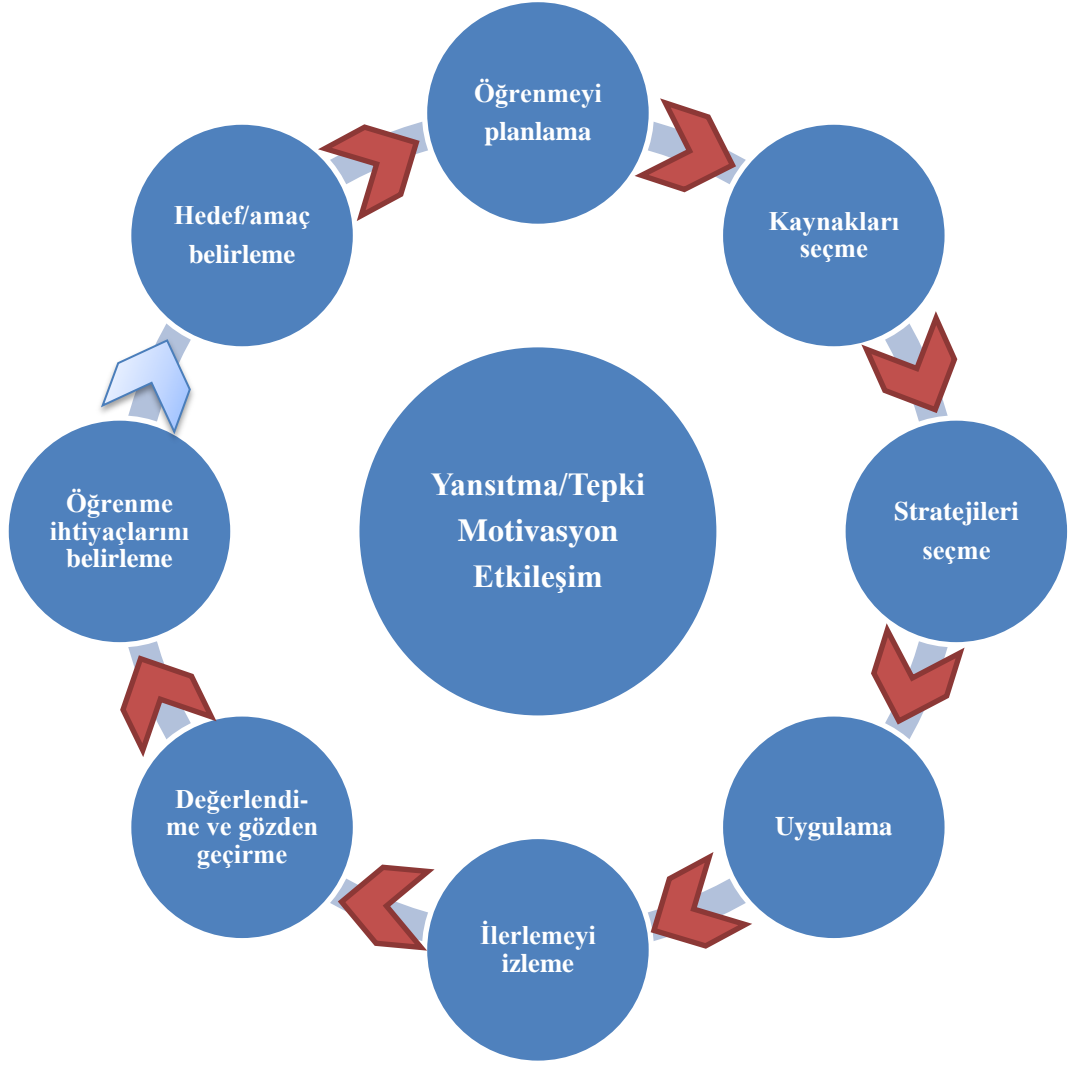 Öğrenmeyi
planlama
Kaynakları
seçme
Stratejileri
seçme
Uygulama
İlerlemeyi
izleme
Değerlendi-
me ve gözden
geçirme
Öğrenme
ihtiyaçlarını
belirleme
Hedef/amaç
belirleme
Yansıtma/Tepki
Motivasyon
Etkileşim